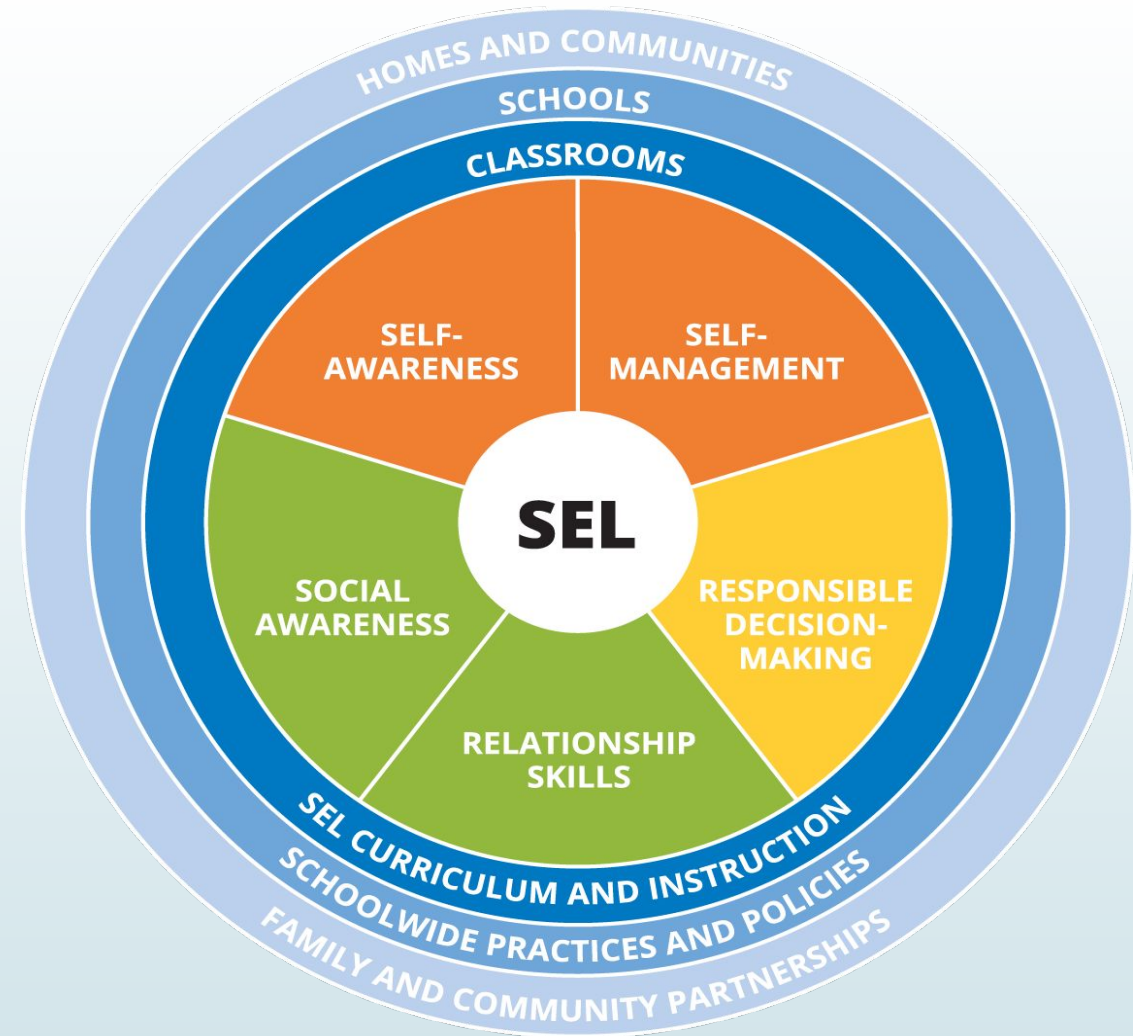 HOMES AND COMMUNITIES
SCHOOLS
CLASSROOMS
SELF-
AWARENESS
SELF-
MANAGEMENT
SEL
SOCIAL
AWARENESS
RESPONSIBLE
DECISION-
MAKING
RELATIONSHIP
SKILLS
SEL CURRICULUM AND INSTRUCTION
SCHOOLWIDE PRACTICES AND POLICIES
FAMILY AND COMMUNITY PARTNERSHIPS